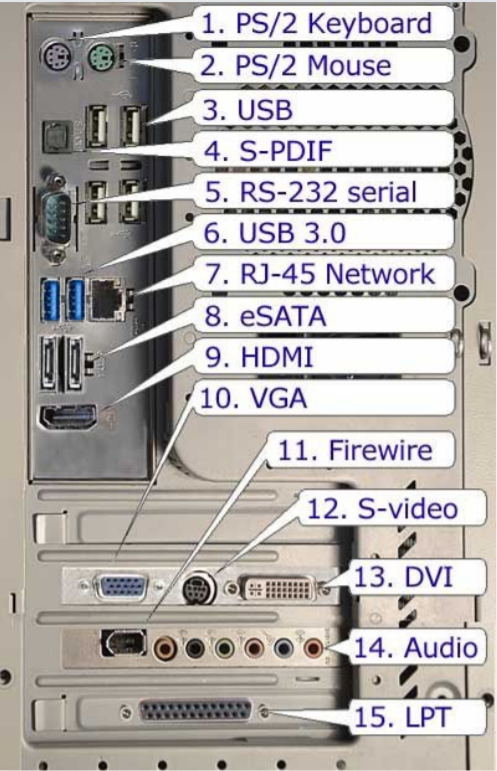 1. PS/2 Keyboard
2. PS/2 Mouse
3. USB
4. S-PDIF
5. RS-232 serial
6. USB 3.0
7. RJ-45 Network
8. eSATA
9. HDMI
10. VGA
11. Firewire
12. S-video
13. DVI
14. Audio
15. LPT